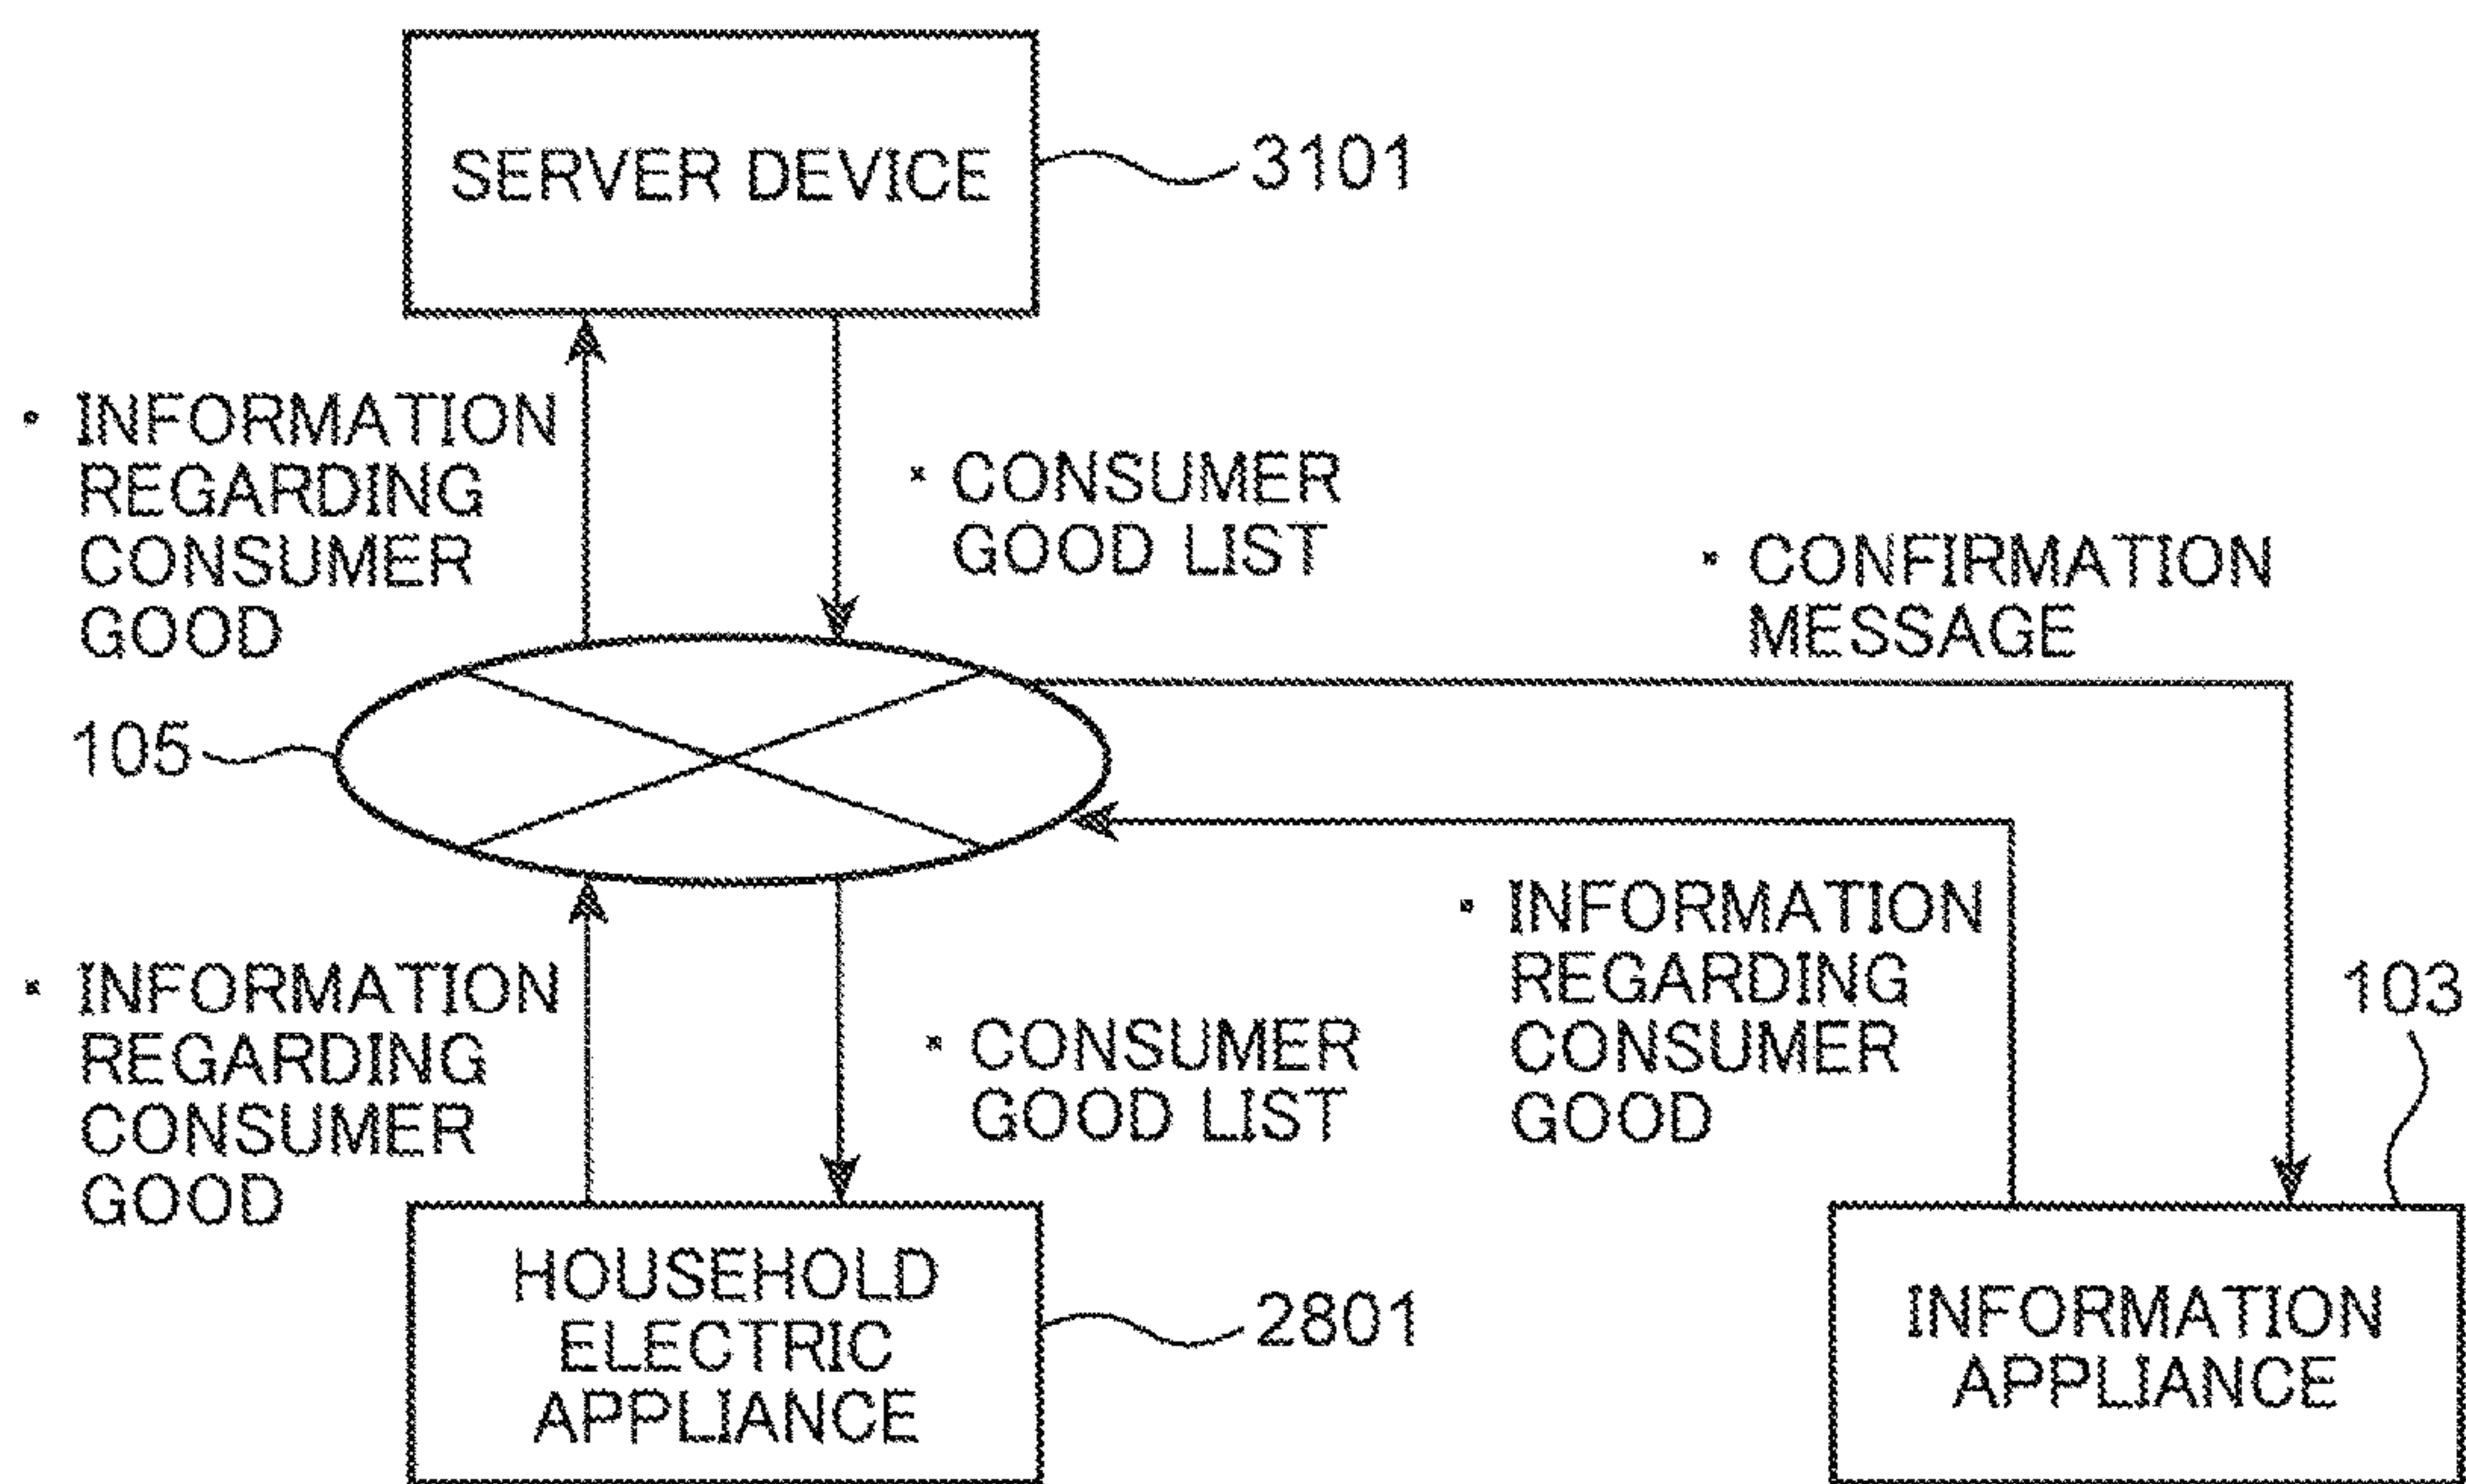 SERVER DEVICE
3101
・ INFORMATION
REGARDING
CONSUMER
GOOD
・ CONSUMER
GOOD LIST
・ CONFIRMATION
MESSAGE
105
・ INFORMATION
REGARDING
CONSUMER
GOOD
・ CONSUMER
GOOD LIST
・ INFORMATION
REGARDING
CONSUMER
GOOD
103
HOUSEHOLD
ELECTRIC
APPLIANCE
2801
INFORMATION
APPLIANCE